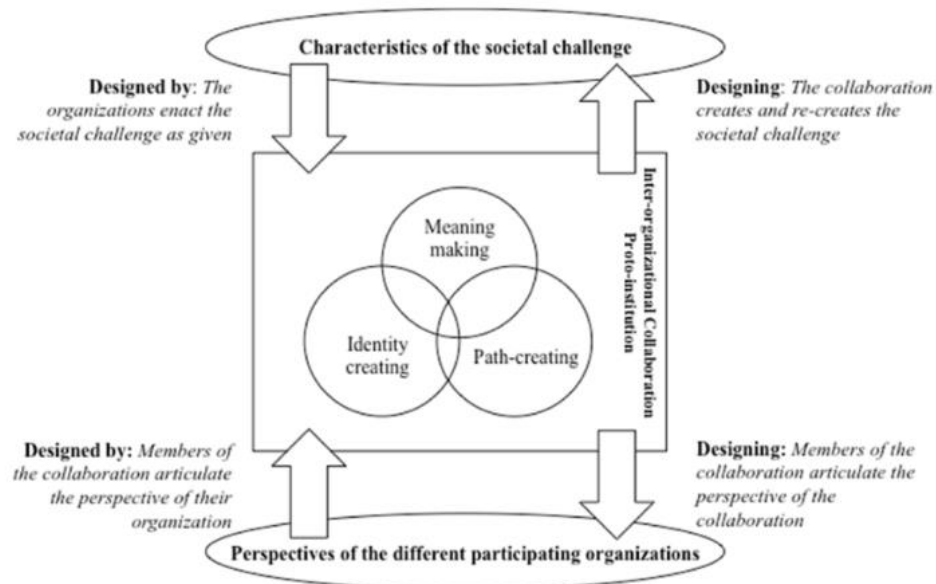 Characteristics of the societal challenge
Designed by: The
organizations enact the
societal challenge as given
Designing: The collaboration
creates and re-creates the
societal challenge
Inter-organizational Collaboration
Proto-institution
Meaning
making
Identity
creating
Path-creating
Designed by: Members of
the collaboration articulate
the perspective of their
organization
Designing: Members of the
collaboration articulate the
perspective of the
collaboration
Perspectives of the different participating organizations